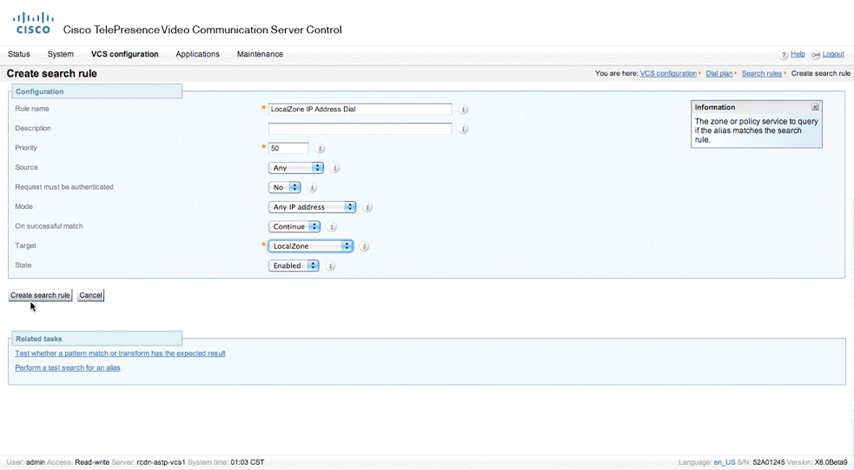 CISCO
Cisco TelePresence Video Communication Server Control
Status System VCS configuration Applications Maintenance ? Help Logout
Create search rule You are here: VCS configuration Dial plan Search rules Create search rule
Configuration
Rule name * LocalZone IP Address Dial i
Description i
Priority * 50 i
Source Any i
Request must be authenticated No i
Mode Any IP address i
On successful match Continue i
Target * LocalZone i
State Enabled i
Information x
The zone or policy service to query
if the alias matches the search
rule.
Create search rule Cancel
Related tasks
Test whether a pattern match or transform has the expected result
Perform a test search for an alias
User: admin Access: Read-write Server: rcdn-astp-vcs1 System time: 01:03 CST Language: en_US S/N: 52A01245 Version: X6.0Beta9